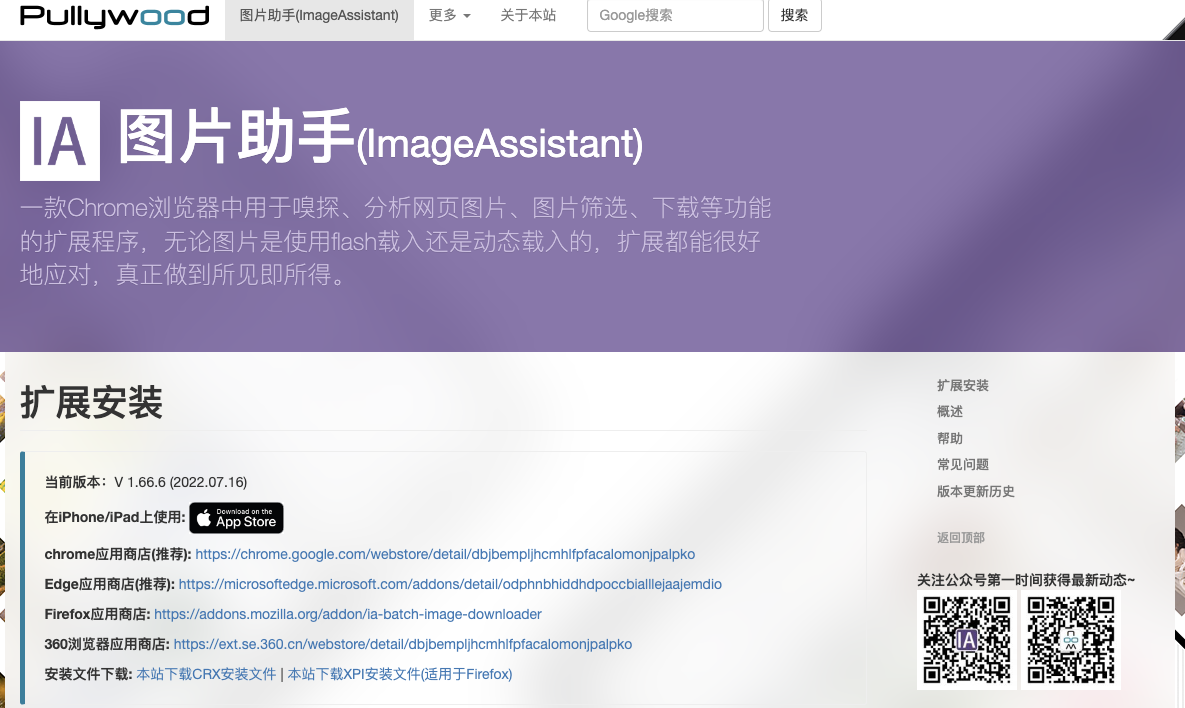 Pullywood
图片助手(ImageAssistant)
更多
关于本站
Google搜索
搜索
IA
图片助手(ImageAssistant)
一款Chrome浏览器中用于嗅探、分析网页图片、图片筛选、下载等功能
的扩展程序，无论图片是使用flash载入还是动态载入的，扩展都能很好
地应对，真正做到所见即所得。
扩展安装
当前版本：V 1.66.6 (2022.07.16)
在iPhone/iPad上使用:
Download on the
App Store
chrome应用商店(推荐): https://chrome.google.com/webstore/detail/dbjbempljhcmhlfpfacalomonjpalpko
Edge应用商店(推荐): https://microsoftedge.microsoft.com/addons/detail/odphnbhiddhdpoccbialllejaajemdio
Firefox应用商店: https://addons.mozilla.org/addon/ia-batch-image-downloader
360浏览器应用商店: https://ext.se.360.cn/webstore/detail/dbjbempljhcmhlfpfacalomonjpalpko
安装文件下载: 本站下载CRX安装文件 | 本站下载XPI安装文件(适用于Firefox)
扩展安装
概述
帮助
常见问题
版本更新历史
返回顶部
关注公众号第一时间获得最新动态~
IA